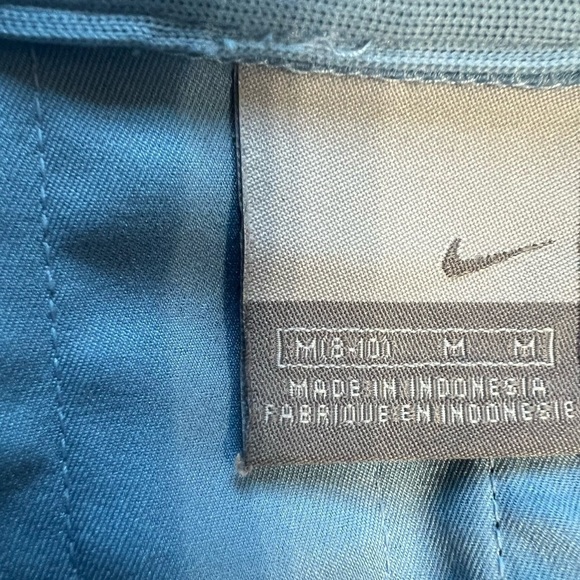 M(8-10) M M
MADE IN INDONESIA
FABRIQUE EN INDONESIE